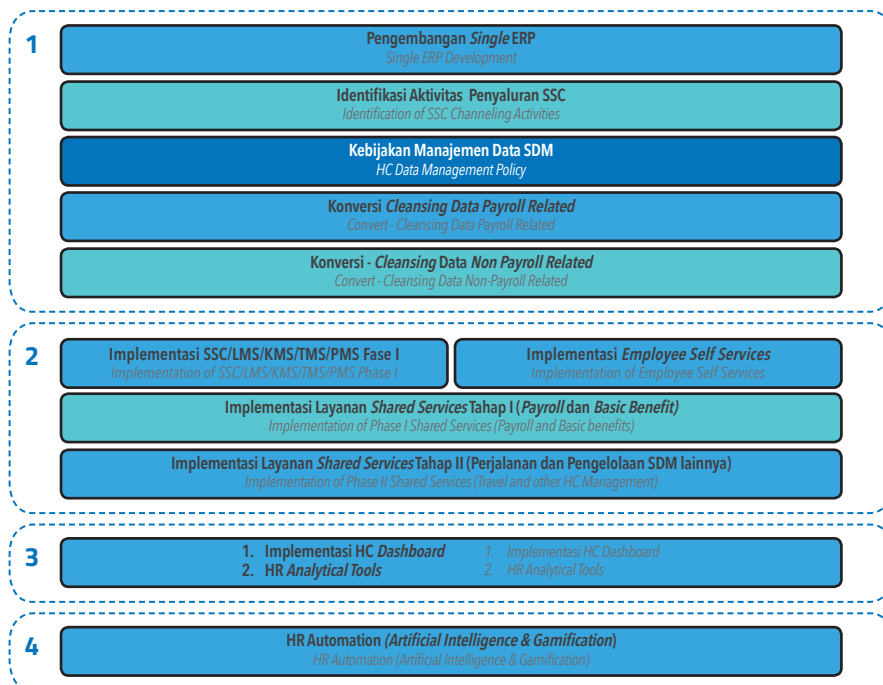 1
Pengembangan Single ERP
Single ERP Development
Identifikasi Aktivitas Penyaluran SSC
Identification of SSC Channeling Activities
Kebijakan Manajemen Data SDM
HC Data Management Policy
Konversi Cleansing Data Payroll Related
Convert - Cleansing Data Payroll Related
Konversi - Cleansing Data Non Payroll Related
Convert - Cleansing Data Non-Payroll Related
2
Implementasi SSC/LMS/KMS/TMS/PMS Fase I
Implementation of SSC/LMS/KMS/TMS/PMS Phase I
Implementasi Employee Self Services
Implementation of Employee Self Services
Implementasi Layanan Shared Services Tahap I (Payroll dan Basic Benefit)
Implementation of Phase I Shared Services (Payroll and Basic benefits)
Implementasi Layanan Shared Services Tahap II (Perjalanan dan Pengelolaan SDM lainnya)
Implementation of Phase II Shared Services (Travel and other HC Management)
3
1. Implementasi HC Dashboard
2. HR Analytical Tools
1. Implementasi HC Dashboard
2. HR Analytical Tools
4
HR Automation (Artificial Intelligence & Gamification)
HR Automation (Artificial Intelligence & Gamification)